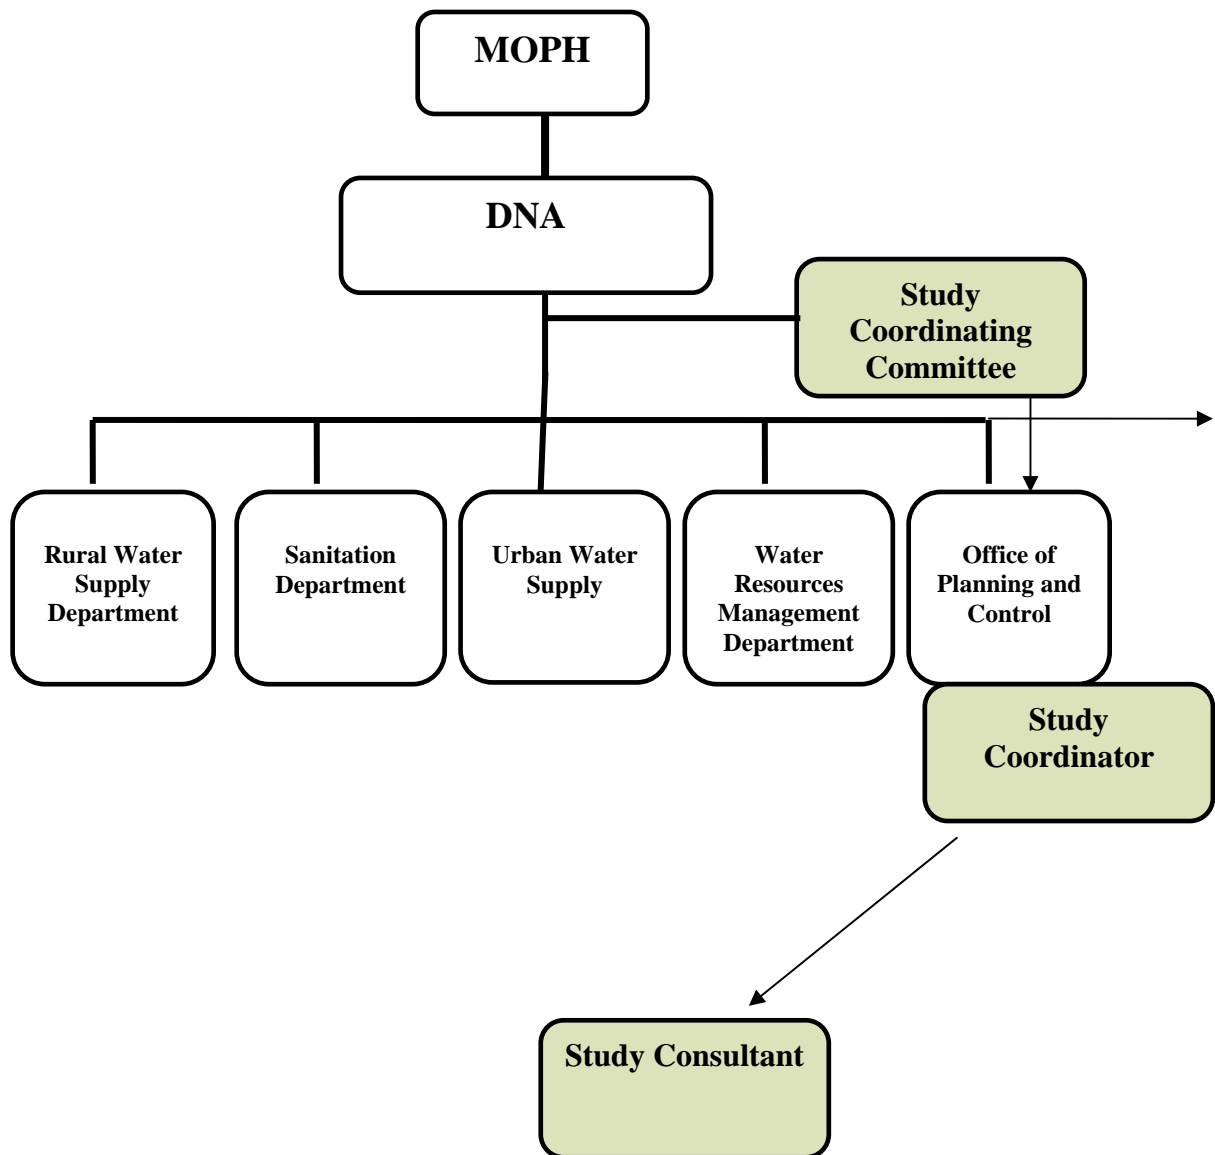 MOPH
DNA
Study
Coordinating
Committee
Rural Water
Supply
Department
Sanitation
Department
Urban Water
Supply
Water
Resources
Management
Department
Office of
Planning and
Control
Study
Coordinator
Study Consultant